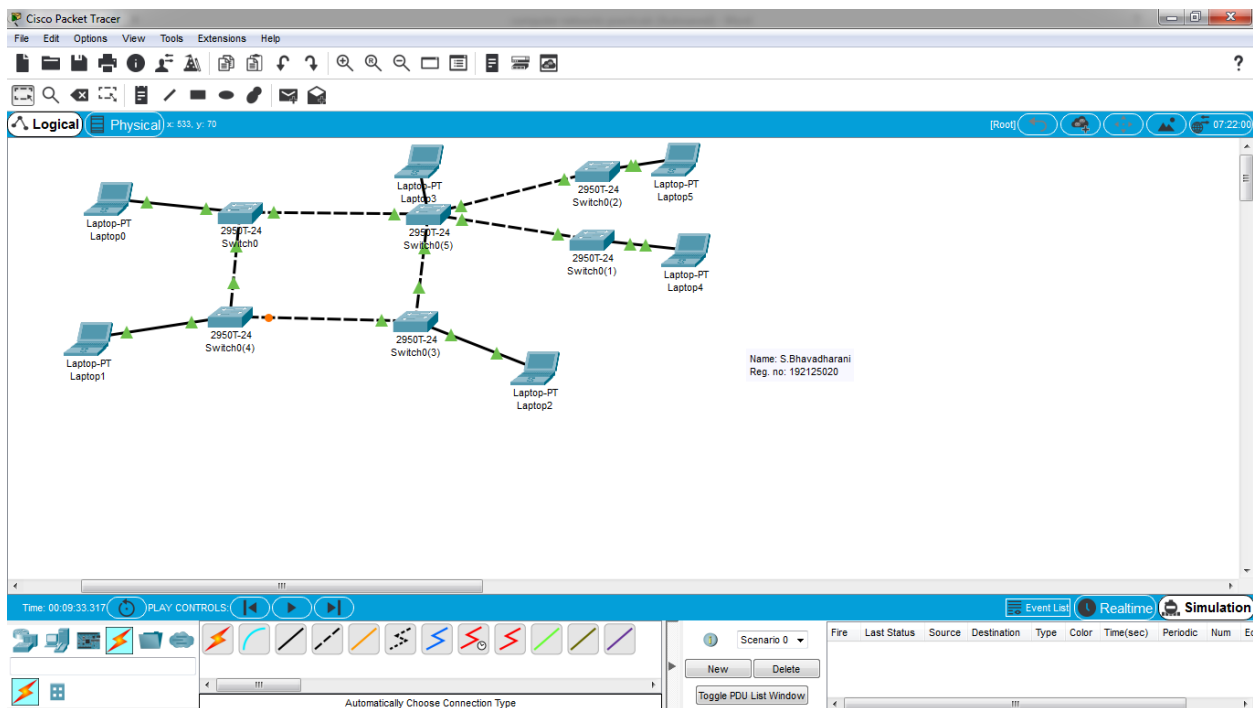 Cisco Packet Tracer
File Edit Options View Tools Extensions Help
?
Logical Physical x: 533, y: 70 [Root] 07:22:00
Laptop-PT
Laptop0
2950T-24
Switch0
Laptop-PT
Laptop3
2950T-24
Switch0(5)
2950T-24
Switch0(2)
Laptop-PT
Laptop5
2950T-24
Switch0(1)
Laptop-PT
Laptop4
Laptop-PT
Laptop1
2950T-24
Switch0(4)
2950T-24
Switch0(3)
Laptop-PT
Laptop2
Name: S.Bhavadharani
Reg. no: 192125020
Time: 00:09:33.317 PLAY CONTROLS: Event List Realtime Simulation
Scenario 0
New Delete
Toggle PDU List Window
Fire Last Status Source Destination Type Color Time(sec) Periodic Num
Automatically Choose Connection Type